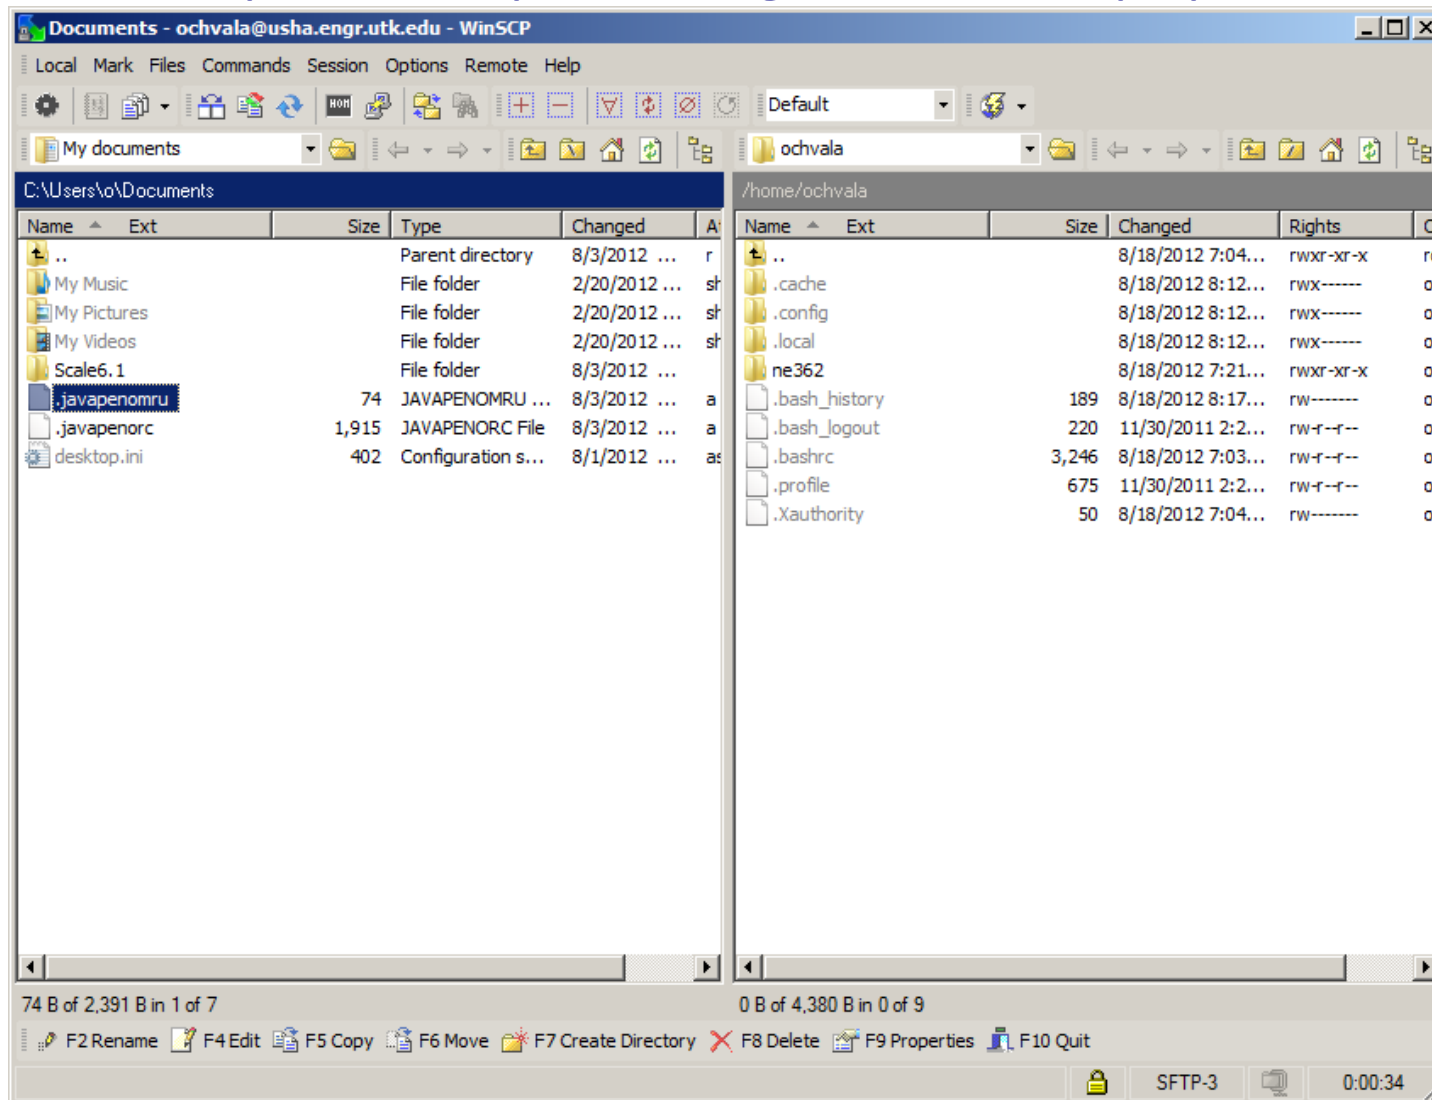 Documents - ochvala@usha.engr.utk.edu - WinSCP
Local Mark Files Commands Session Options Remote Help
Default
My documents
ochvala
C:\Users\o\Documents
/home/ochvala
Name Ext Size Type Changed Name Ext Size Changed Rights
.. Parent directory 8/3/2012 ... r .. 8/18/2012 7:04... rwxr-xr-x
My Music File folder 2/20/2012 ... sh .cache 8/18/2012 8:12... rwx------
My Pictures File folder 2/20/2012 ... sh .config 8/18/2012 8:12... rwx------
My Videos File folder 2/20/2012 ... sh .local 8/18/2012 8:12... rwx------
Scale6.1 File folder 8/3/2012 ... ne362 8/18/2012 7:21... rwxr-xr-x
.javapenomru 74 JAVAPENOMRU ... 8/3/2012 ... a .bash_history 189 8/18/2012 8:17... rw-------
.javapenorc 1,915 JAVAPENORC File 8/3/2012 ... a .bash_logout 220 11/30/2011 2:2... rw-r--r--
desktop.ini 402 Configuration s... 8/1/2012 ... as .bashrc 3,246 8/18/2012 7:03... rw-r--r--
.profile 675 11/30/2011 2:2... rw-r--r--
.Xauthority 50 8/18/2012 7:04... rw-------
74 B of 2,391 B in 1 of 7
0 B of 4,380 B in 0 of 9
F2 Rename F4 Edit F5 Copy F6 Move F7 Create Directory F8 Delete F9 Properties F10 Quit
SFTP-3 0:00:34